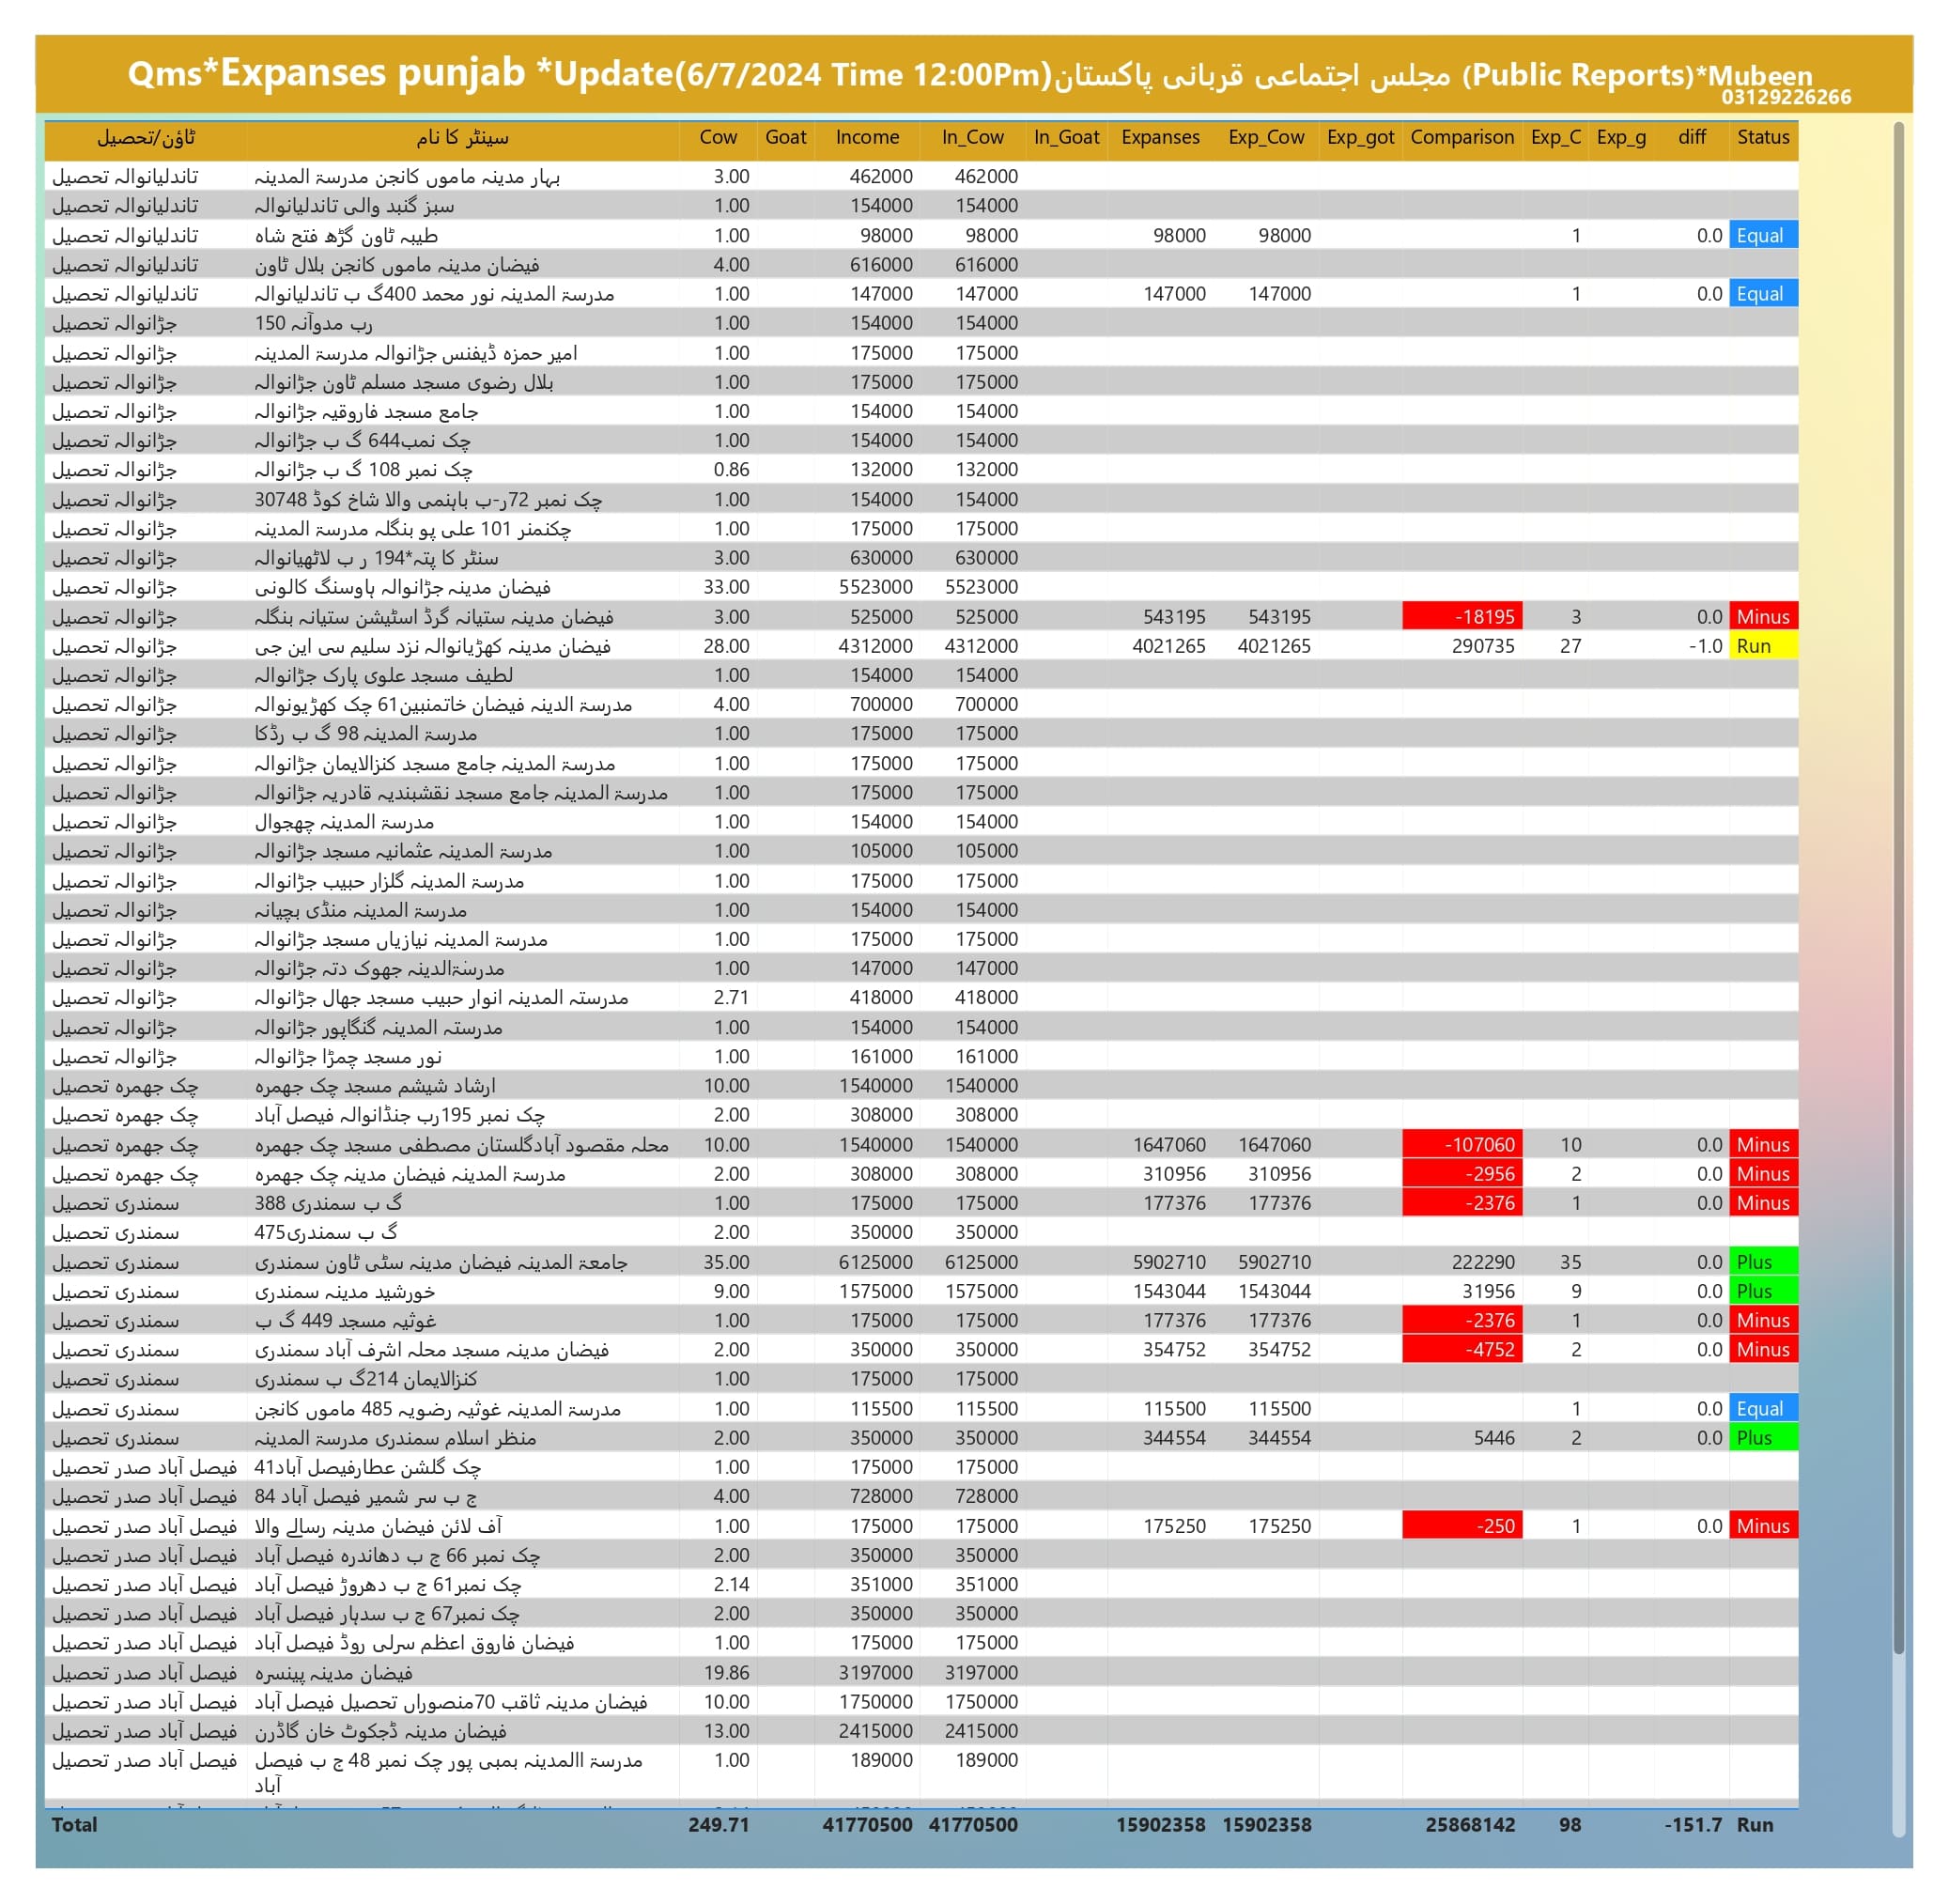 Qms*Expanses punjab *Update(6/7/2024 Time 12:00Pm)مجلس اجتماعی قربانی پاکستان (Public Reports)*Mubeen
03129226266
ٹاؤن/تحصیل سینٹر کا نام Cow Goat Income In_Cow In_Goat Expanses Exp_Cow Exp_got Comparison Exp_C Exp_g diff Status
تاندلیانوالہ تحصیل بہار مدینہ ماموں کانجن مدرسۃ المدینہ 3.00 462000 462000
تاندلیانوالہ تحصیل سبز گنبد والی تاندلیانوالہ 1.00 154000 154000
تاندلیانوالہ تحصیل طیبہ ٹاون گڑھ فتح شاہ 1.00 98000 98000 98000 98000 1 0.0 Equal
تاندلیانوالہ تحصیل فیضان مدینہ ماموں کانجن بلال ٹاون 4.00 616000 616000
تاندلیانوالہ تحصیل مدرسۃ المدینہ نور محمد 400گ ب تاندلیانوالہ 1.00 147000 147000 147000 147000 1 0.0 Equal
جڑانوالہ تحصیل 150 رب مدوآنہ 1.00 154000 154000
جڑانوالہ تحصیل امیر حمزہ ڈیفنس جڑانوالہ مدرسۃ المدینہ 1.00 175000 175000
جڑانوالہ تحصیل بلال رضوی مسجد مسلم ٹاون جڑانوالہ 1.00 175000 175000
جڑانوالہ تحصیل جامع مسجد فاروقیہ جڑانوالہ 1.00 154000 154000
جڑانوالہ تحصیل چک نمب644 گ ب جڑانوالہ 1.00 154000 154000
جڑانوالہ تحصیل چک نمبر 108 گ ب جڑانوالہ 0.86 132000 132000
جڑانوالہ تحصیل چک نمبر 72ر-ب باہنمی والا شاخ کوڈ 30748 1.00 154000 154000
جڑانوالہ تحصیل چکنمنر 101 علی پو بنگلہ مدرسۃ المدینہ 1.00 175000 175000
جڑانوالہ تحصیل سنٹر کا پتہ*194 ر ب لاٹھیانوالہ 3.00 630000 630000
جڑانوالہ تحصیل فیضان مدینہ جڑانوالہ ہاوسنگ کالونی 33.00 5523000 5523000
جڑانوالہ تحصیل فیضان مدینہ ستیانہ گرڈ اسٹیشن ستیانہ بنگلہ 3.00 525000 525000 543195 543195 -18195 3 0.0 Minus
جڑانوالہ تحصیل فیضان مدینہ کھڑیانوالہ نزد سلیم سی این جی 28.00 4312000 4312000 4021265 4021265 290735 27 -1.0 Run
جڑانوالہ تحصیل لطیف مسجد علوی پارک جڑانوالہ 1.00 154000 154000
جڑانوالہ تحصیل مدرسۃ الدینہ فیضان خاتمنبین61 چک کھڑیونوالہ 4.00 700000 700000
جڑانوالہ تحصیل مدرسۃ المدینہ 98 گ ب رڈکا 1.00 175000 175000
جڑانوالہ تحصیل مدرسۃ المدینہ جامع مسجد کنزالایمان جڑانوالہ 1.00 175000 175000
جڑانوالہ تحصیل مدرسۃ المدینہ جامع مسجد نقشبندیہ قادریہ جڑانوالہ 1.00 175000 175000
جڑانوالہ تحصیل مدرسۃ المدینہ چھجوال 1.00 154000 154000
جڑانوالہ تحصیل مدرسۃ المدینہ عثمانیہ مسجد جڑانوالہ 1.00 105000 105000
جڑانوالہ تحصیل مدرسۃ المدینہ گلزار حبیب جڑانوالہ 1.00 175000 175000
جڑانوالہ تحصیل مدرسۃ المدینہ منڈی بچیانہ 1.00 154000 154000
جڑانوالہ تحصیل مدرسۃ المدینہ نیازیاں مسجد جڑانوالہ 1.00 175000 175000
جڑانوالہ تحصیل مدرسۃالدینہ جھوک دتہ جڑانوالہ 1.00 147000 147000
جڑانوالہ تحصیل مدرستہ المدینہ انوار حبیب مسجد جھال جڑانوالہ 2.71 418000 418000
جڑانوالہ تحصیل مدرستہ المدینہ گنگاپور جڑانوالہ 1.00 154000 154000
جڑانوالہ تحصیل نور مسجد چمڑا جڑانوالہ 1.00 161000 161000
چک جھمرہ تحصیل ارشاد شیشم مسجد چک جھمرہ 10.00 1540000 1540000
چک جھمرہ تحصیل چک نمبر 195رب جنڈانوالہ فیصل آباد 2.00 308000 308000
چک جھمرہ تحصیل محلہ مقصود آبادگلستان مصطفی مسجد چک جھمرہ 10.00 1540000 1540000 1647060 1647060 -107060 10 0.0 Minus
چک جھمرہ تحصیل مدرسۃ المدینہ فیضان مدینہ چک جھمرہ 2.00 308000 308000 310956 310956 -2956 2 0.0 Minus
سمندری تحصیل 388 گ ب سمندری 1.00 175000 175000 177376 177376 -2376 1 0.0 Minus
سمندری تحصیل 475گ ب سمندری 2.00 350000 350000
سمندری تحصیل جامعۃ المدینہ فیضان مدینہ سٹی ٹاون سمندری 35.00 6125000 6125000 5902710 5902710 222290 35 0.0 Plus
سمندری تحصیل خورشید مدینہ سمندری 9.00 1575000 1575000 1543044 1543044 31956 9 0.0 Plus
سمندری تحصیل غوثیہ مسجد 449 گ ب 1.00 175000 175000 177376 177376 -2376 1 0.0 Minus
سمندری تحصیل فیضان مدینہ مسجد محلہ اشرف آباد سمندری 2.00 350000 350000 354752 354752 -4752 2 0.0 Minus
سمندری تحصیل کنزالایمان 214گ ب سمندری 1.00 175000 175000
سمندری تحصیل مدرسۃ المدینہ غوثیہ رضویہ 485 ماموں کانجن 1.00 115500 115500 115500 115500 1 0.0 Equal
سمندری تحصیل منظر اسلام سمندری مدرسۃ المدینہ 2.00 350000 350000 344554 344554 5446 2 0.0 Plus
فیصل آباد صدر تحصیل 41چک گلشن عطارفیصل آباد 1.00 175000 175000
فیصل آباد صدر تحصیل 84 ج ب سر شمیر فیصل آباد 4.00 728000 728000
فیصل آباد صدر تحصیل آف لائن فیضان مدینہ رسالے والا 1.00 175000 175000 175250 175250 -250 1 0.0 Minus
فیصل آباد صدر تحصیل چک نمبر 66 ج ب دھاندرہ فیصل آباد 2.00 350000 350000
فیصل آباد صدر تحصیل چک نمبر61 ج ب دھروڑ فیصل آباد 2.14 351000 351000
فیصل آباد صدر تحصیل چک نمبر67 ج ب سدہار فیصل آباد 2.00 350000 350000
فیصل آباد صدر تحصیل فیضان فاروق اعظم سرلی روڈ فیصل آباد 1.00 175000 175000
فیصل آباد صدر تحصیل فیضان مدینہ پینسرہ 19.86 3197000 3197000
فیصل آباد صدر تحصیل فیضان مدینہ ثاقب 70منصوراں تحصیل فیصل آباد 10.00 1750000 1750000
فیصل آباد صدر تحصیل فیضان مدینہ ڈجکوٹ خان گاڈرن 13.00 2415000 2415000
فیصل آباد صدر تحصیل مدرسۃ االمدینہ بمبی پور چک نمبر 48 ج ب فیصل 1.00 189000 189000
آباد
Total 249.71 41770500 41770500 15902358 15902358 25868142 98 -151.7 Run